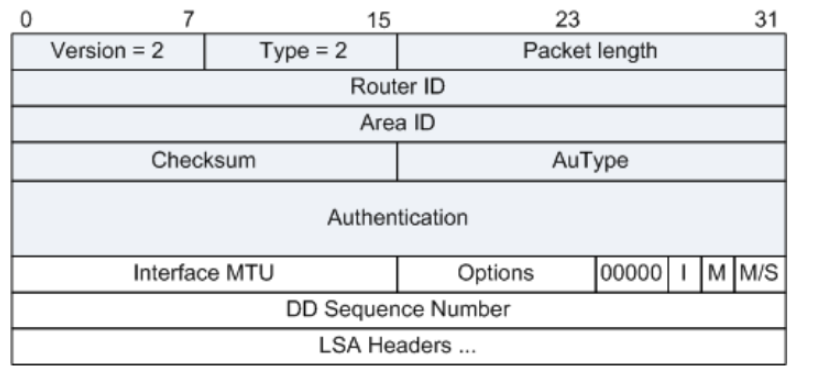 0 7 15 23 31
Version = 2 Type = 2 Packet length
Router ID
Area ID
Checksum AuType
Authentication
Interface MTU Options 00000 I M M/S
DD Sequence Number
LSA Headers ...